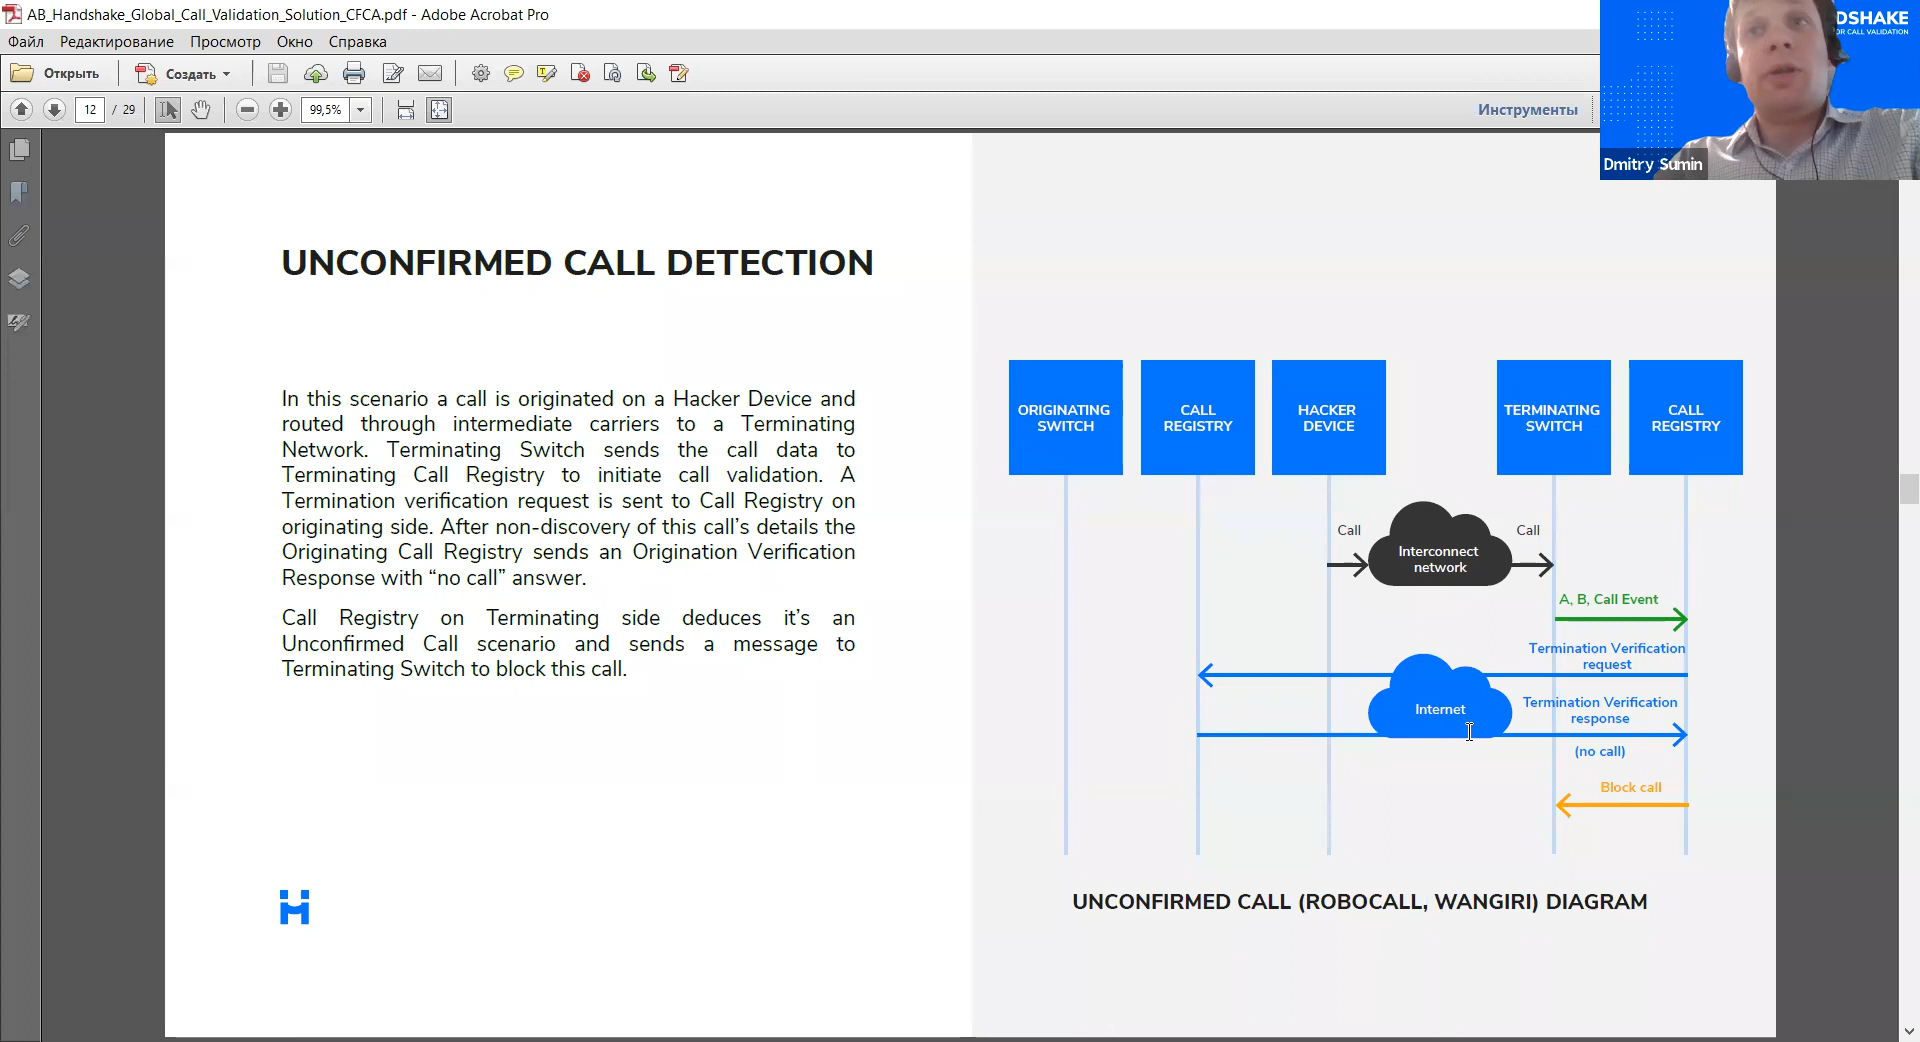 AB_Handshake_Global_Call_Validation_Solution_CFCA.pdf - Adobe Acrobat Pro
Файл Редактирование Просмотр Окно Справка
Открыть Создать
12 / 29 99,5% Инструменты
DSHAKE
OR CALL VALIDATION
Dmitry Sumin
UNCONFIRMED CALL DETECTION
In this scenario a call is originated on a Hacker Device and
routed through intermediate carriers to a Terminating
Network. Terminating Switch sends the call data to
Terminating Call Registry to initiate call validation. A
Termination verification request is sent to Call Registry on
originating side. After non-discovery of this call's details the
Originating Call Registry sends an Origination Verification
Response with “no call” answer.
Call Registry on Terminating side deduces it's an
Unconfirmed Call scenario and sends a message to
Terminating Switch to block this call.
ORIGINATING
SWITCH
CALL
REGISTRY
HACKER
DEVICE
TERMINATING
SWITCH
CALL
REGISTRY
Call
Interconnect
network
Call
A, B, Call Event
Termination Verification
request
Internet
Termination Verification
response
(no call)
Block call
UNCONFIRMED CALL (ROBOCALL, WANGIRI) DIAGRAM